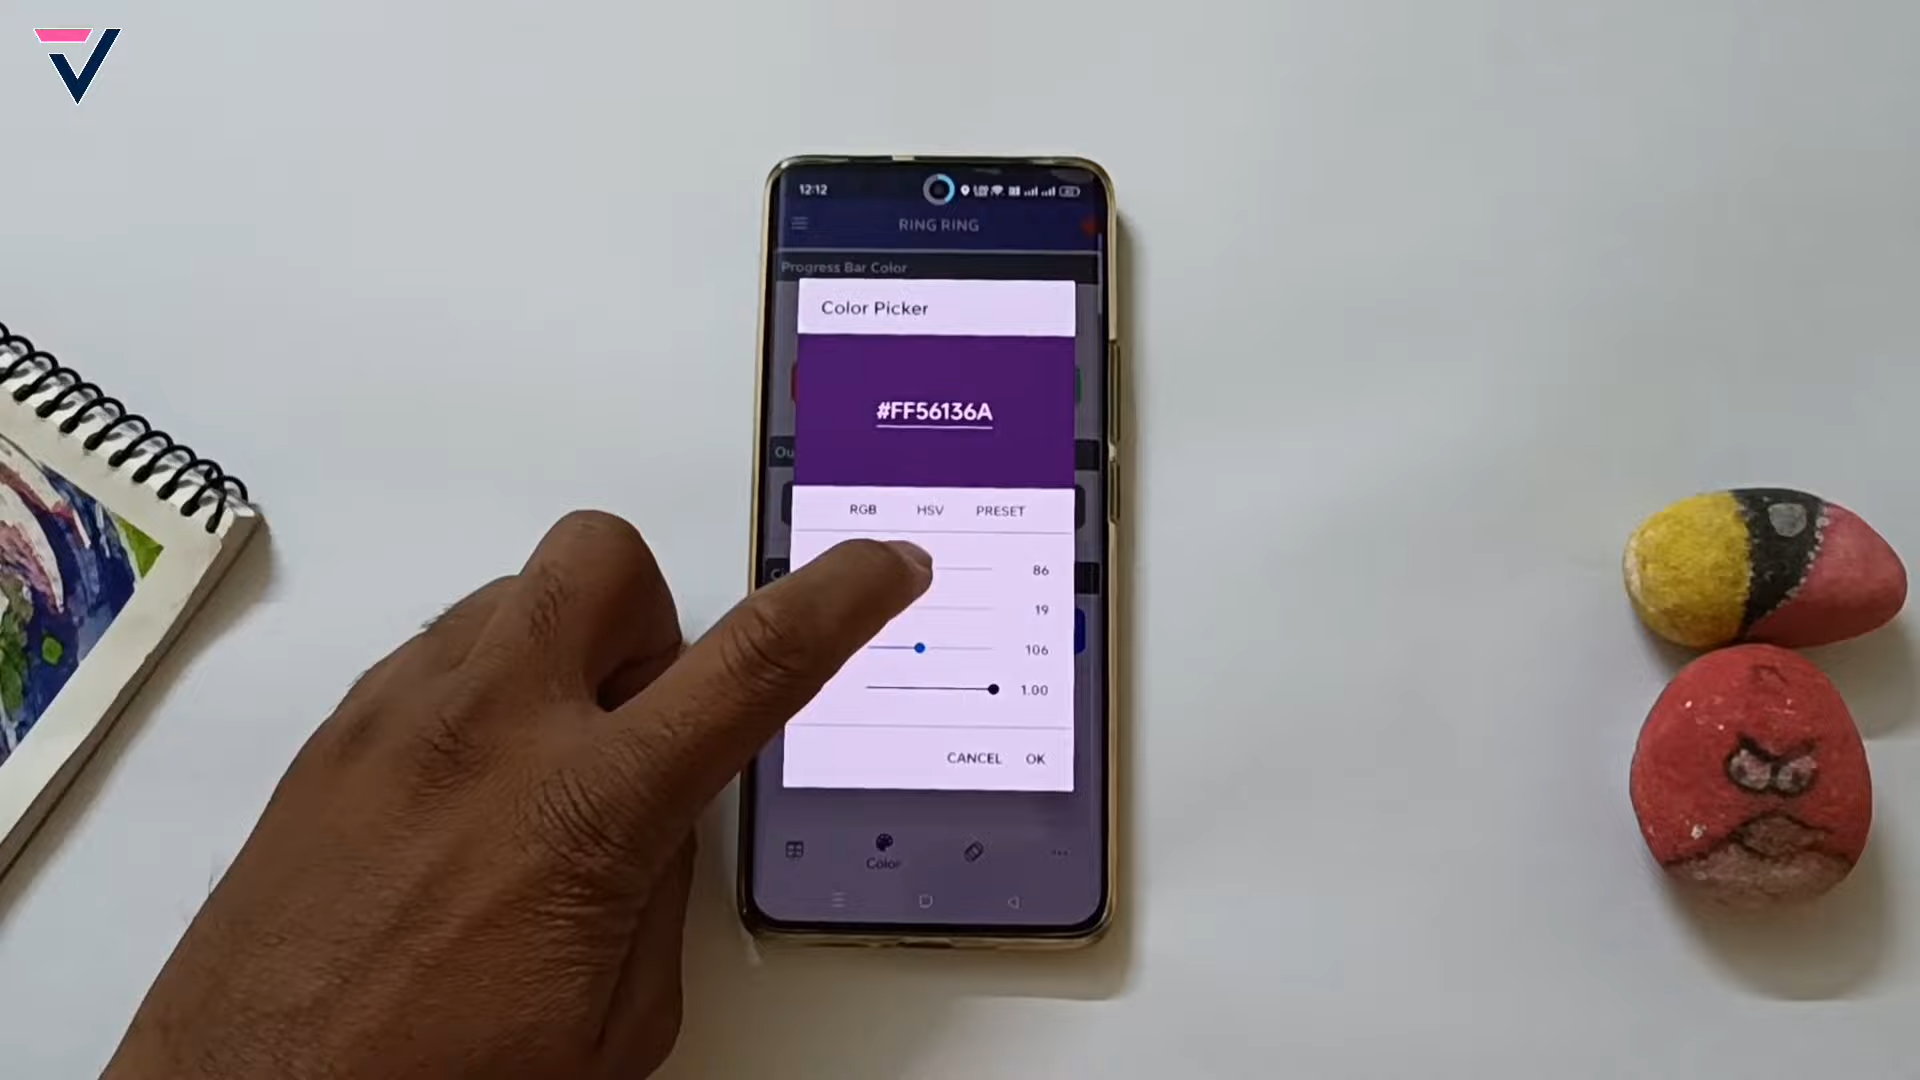 12:12
RING RING
Progress Bar Color
Color Picker
#FF56136A
Ou
RGB HSV PRESET
86
19
106
1.00
CANCEL OK
Color